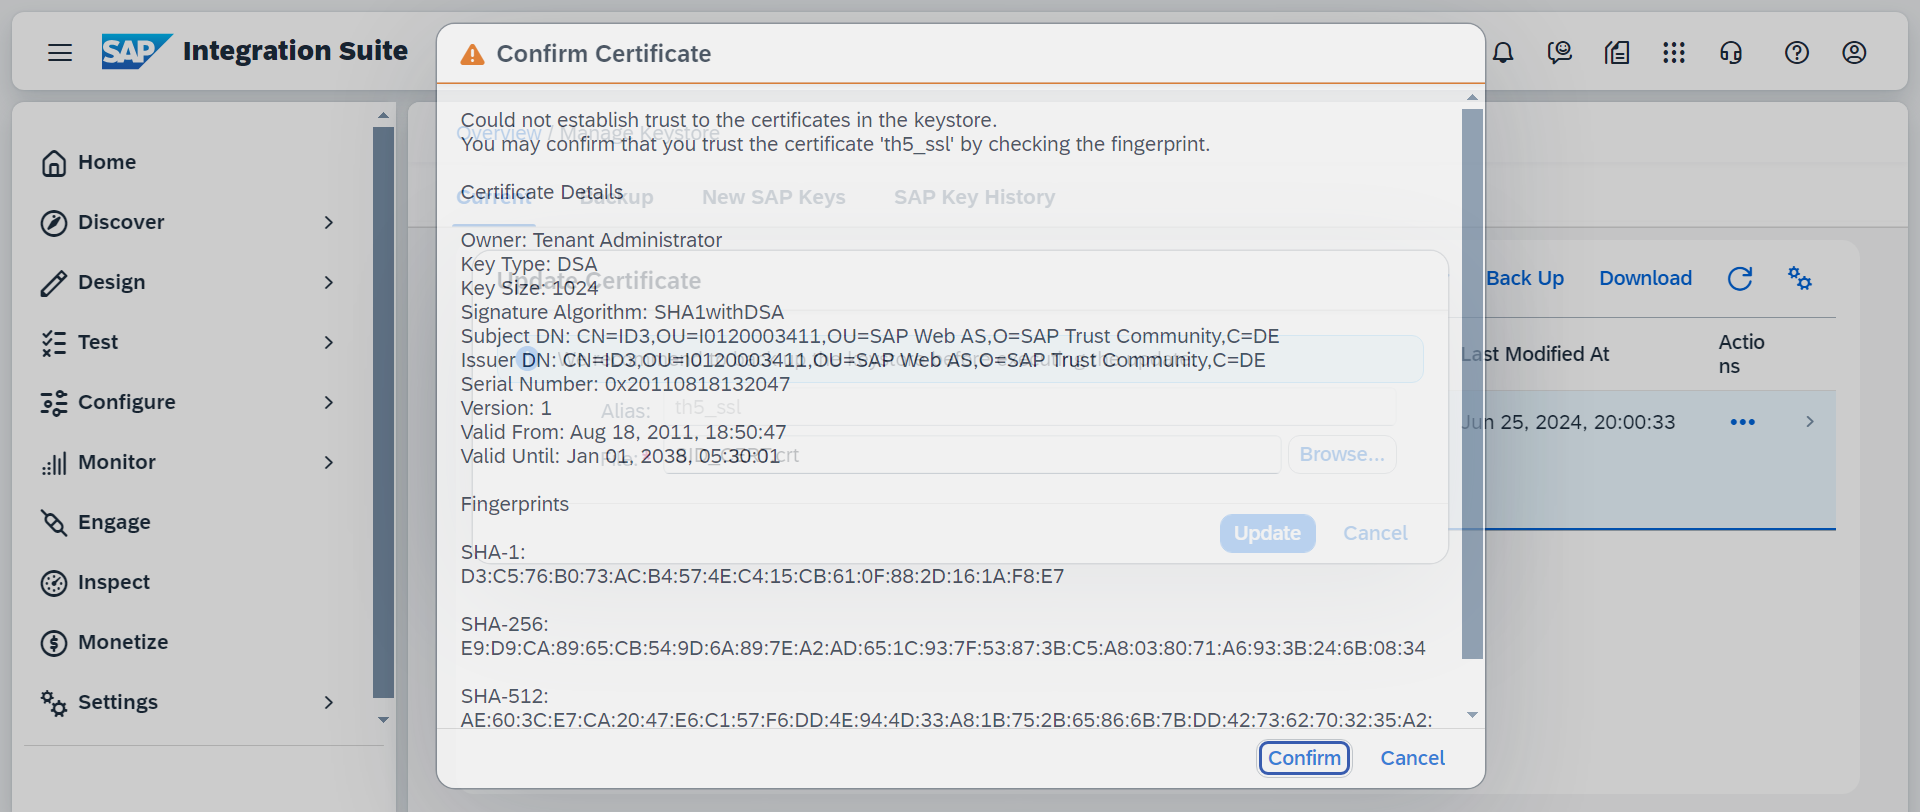 SAP Integration Suite
Confirm Certificate
Home
Discover
Design
Test
Configure
Monitor
Engage
Inspect
Monetize
Settings
Overview / Manage Keystore
Current
Backup
New SAP Keys
SAP Key History
Could not establish trust to the certificates in the keystore.
You may confirm that you trust the certificate 'th5_ssl' by checking the fingerprint.
Certificate Details
Owner: Tenant Administrator
Key Type: DSA
Key Size: 1024
Signature Algorithm: SHA1withDSA
Subject DN: CN=ID3,OU=I0120003411,OU=SAP Web AS,O=SAP Trust Community,C=DE
Issuer DN: CN=ID3,OU=I0120003411,OU=SAP Web AS,O=SAP Trust Community,C=DE
Serial Number: 0x20110818132047
Version: 1
Valid From: Aug 18, 2011, 18:50:47
Valid Until: Jan 01, 2038, 05:30:01
Fingerprints
SHA-1:
D3:C5:76:B0:73:AC:B4:57:4E:C4:15:CB:61:0F:88:2D:16:1A:F8:E7
SHA-256:
E9:D9:CA:89:65:CB:54:9D:6A:89:7E:A2:AD:65:1C:93:7F:53:87:3B:C5:A8:03:80:71:A6:93:3B:24:6B:08:34
SHA-512:
AE:60:3C:E7:CA:20:47:E6:C1:57:F6:DD:4E:94:4D:33:A8:1B:75:2B:65:86:6B:7B:DD:42:73:62:70:32:35:A2:
Confirm
Cancel
Update Certificate
Alias:
th5_ssl
File:
Browse...
Update
Cancel
Back Up
Download
Last Modified At
Actio
ns
Jun 25, 2024, 20:00:33